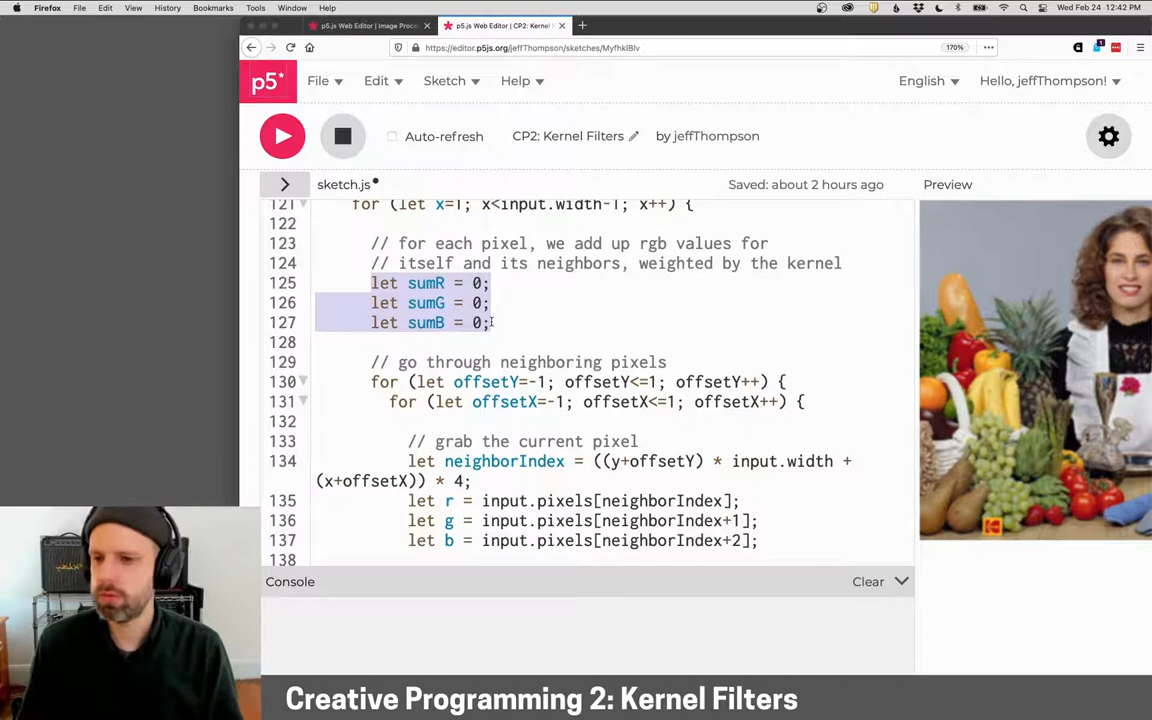 Firefox File Edit View History Bookmarks Tools Window Help Wed Feb 24 12:42 PM
p5.js Web Editor | Image Proc
p5.js Web Editor | CP2: Kernel F
https://editor.p5js.org/jeffThompson/sketches/MyfhkIBlv 170%
p5* File Edit Sketch Help English Hello, jeffThompson!
Auto-refresh CP2: Kernel Filters by jeffThompson
sketch.js Saved: about 2 hours ago Preview
121 for (let x=1; x<input.width-1; x++) {
122
123 // for each pixel, we add up rgb values for
124 // itself and its neighbors, weighted by the kernel
125 let sumR = 0;
126 let sumG = 0;
127 let sumB = 0;
128
129 // go through neighboring pixels
130 for (let offsetY=-1; offsetY<=1; offsetY++) {
131 for (let offsetX=-1; offsetX<=1; offsetX++) {
132
133 // grab the current pixel
134 let neighborIndex = ((y+offsetY) * input.width +
(x+offsetX)) * 4;
135 let r = input.pixels[neighborIndex];
136 let g = input.pixels[neighborIndex+1];
137 let b = input.pixels[neighborIndex+2];
138
Console Clear
Creative Programming 2: Kernel Filters